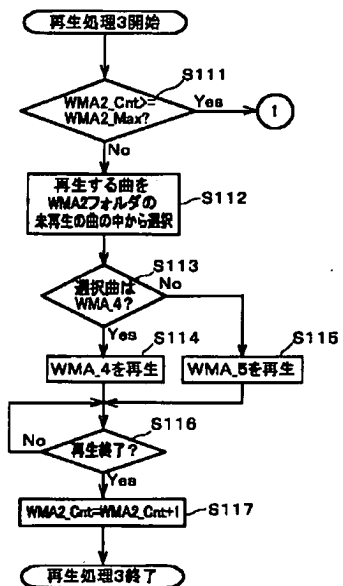 再生処理3開始
S111
WMA2_Cnt>=
WMA2_Max?
Yes
1
No
再生する曲を
WMA2フォルダの
未再生の曲の中から選択
S112
S113
選択曲は
WMA_4?
No
Yes
S114
S115
WMA_4を再生
WMA_5を再生
S116
No
再生終了?
Yes
WMA2_Cnt=WMA2_Cnt+1
S117
再生処理3終了